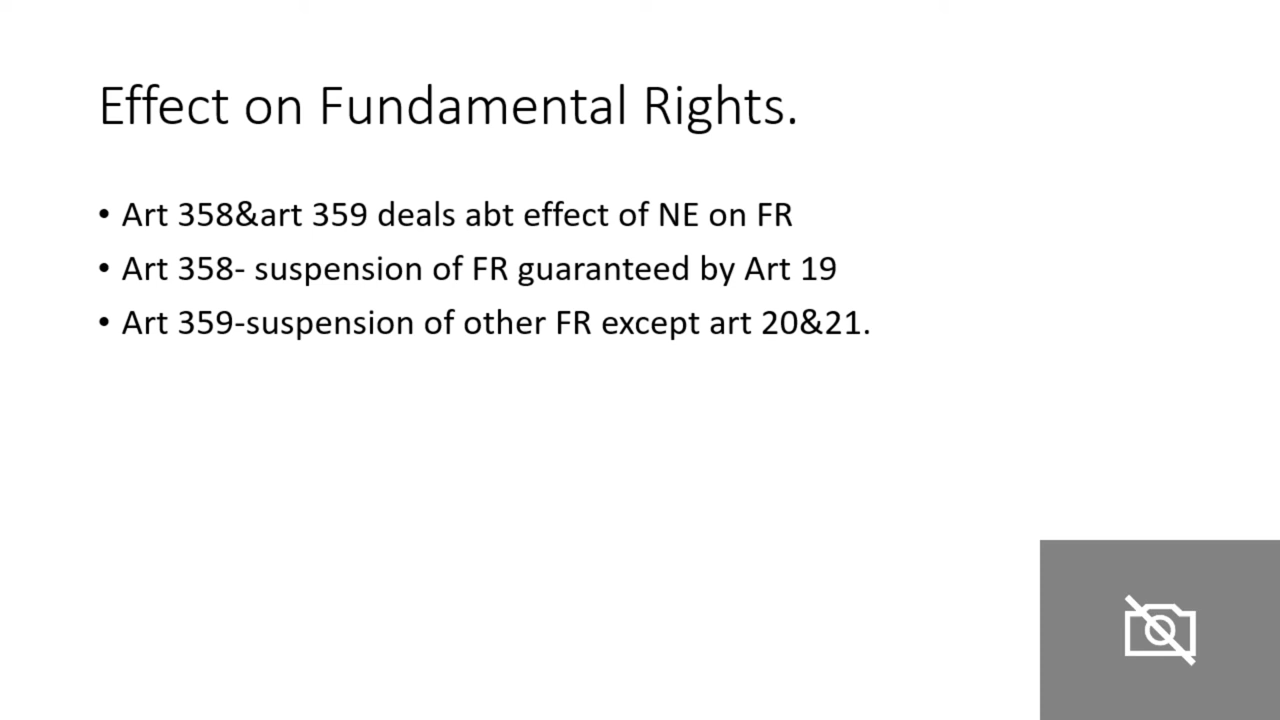 Effect on Fundamental Rights.
• Art 358&art 359 deals abt effect of NE on FR
• Art 358- suspension of FR guaranteed by Art 19
• Art 359-suspension of other FR except art 20&21.